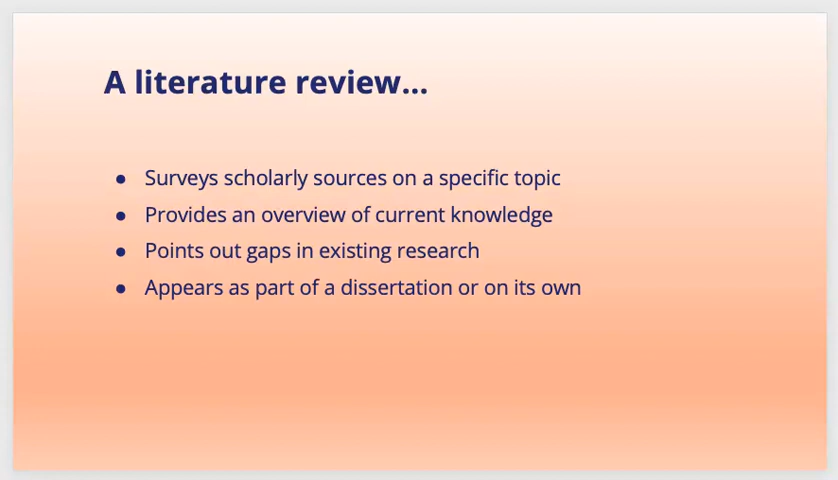 A literature review...
● Surveys scholarly sources on a specific topic
● Provides an overview of current knowledge
● Points out gaps in existing research
● Appears as part of a dissertation or on its own